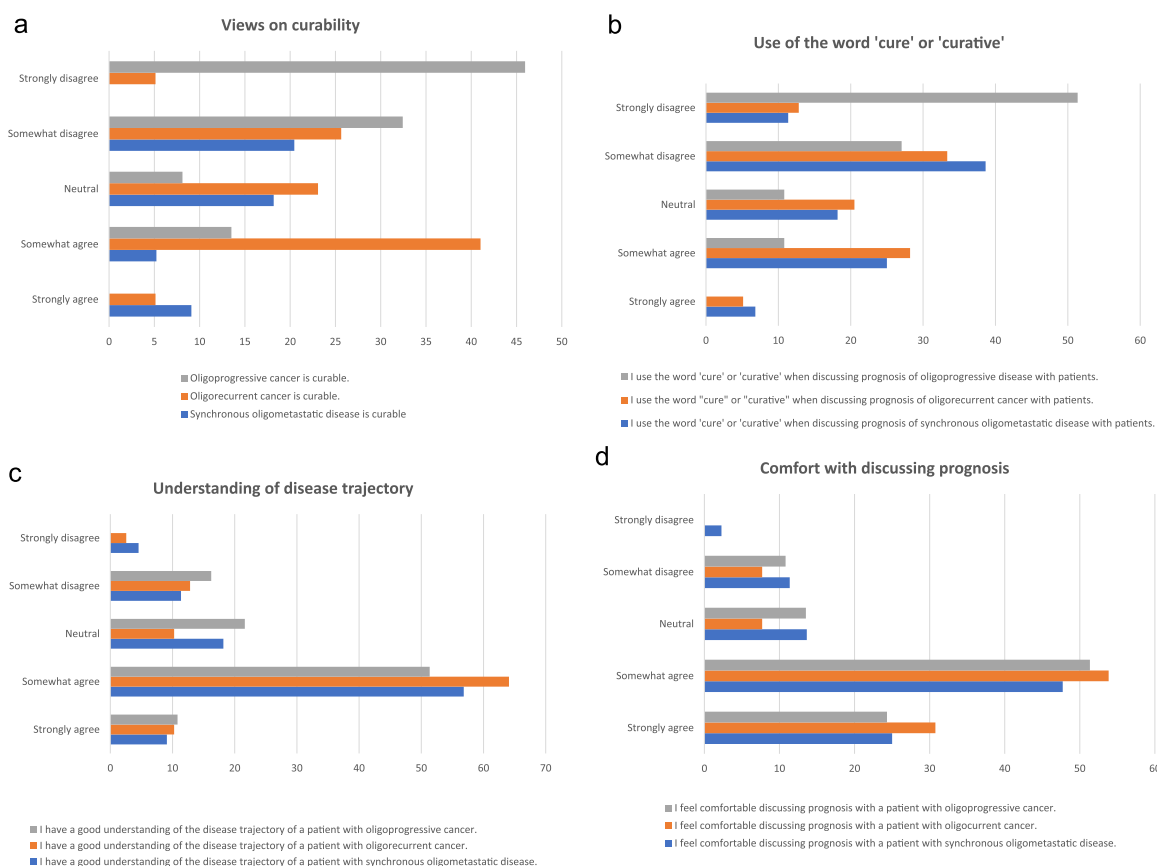 a
Views on curability
Strongly disagree
Somewhat disagree
Neutral
Somewhat agree
Strongly agree
0 5 10 15 20 25 30 35 40 45 50
Oligoprogressive cancer is curable.
Oligorecurrent cancer is curable.
Synchronous oligometastatic disease is curable
b
Use of the word 'cure' or 'curative'
Strongly disagree
Somewhat disagree
Neutral
Somewhat agree
Strongly agree
0 10 20 30 40 50 60
I use the word 'cure' or 'curative' when discussing prognosis of oligoprogressive disease with patients.
I use the word "cure" or "curative" when discussing prognosis of oligorecurrent cancer with patients.
I use the word 'cure' or 'curative' when discussing prognosis of synchronous oligometastatic disease with patients.
c
Understanding of disease trajectory
Strongly disagree
Somewhat disagree
Neutral
Somewhat agree
Strongly agree
0 10 20 30 40 50 60 70
I have a good understanding of the disease trajectory of a patient with oligoprogressive cancer.
I have a good understanding of the disease trajectory of a patient with oligorecurrent cancer.
I have a good understanding of the disease trajectory of a patient with synchronous oligometastatic disease.
d
Comfort with discussing prognosis
Strongly disagree
Somewhat disagree
Neutral
Somewhat agree
Strongly agree
0 10 20 30 40 50 60
I feel comfortable discussing prognosis with a patient with oligoprogressive cancer.
I feel comfortable discussing prognosis with a patient with oligocurrent cancer.
I feel comfortable discussing prognosis with a patient with synchronous oligometastatic disease.